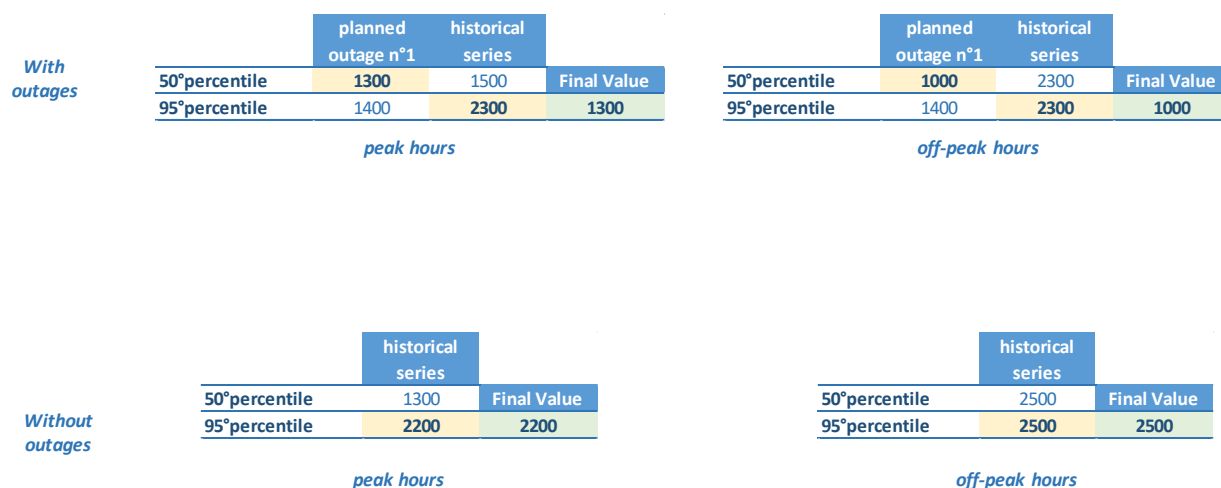 planned historical
outage n°1 series
With outages
50°percentile 1300 1500 Final Value
95°percentile 1400 2300 1300
peak hours
planned historical
outage n°1 series
50°percentile 1000 2300 Final Value
95°percentile 1400 2300 1000
off-peak hours
historical
series
Without outages
50°percentile 1300 Final Value
95°percentile 2200 2200
peak hours
historical
series
50°percentile 2500 Final Value
95°percentile 2500 2500
off-peak hours